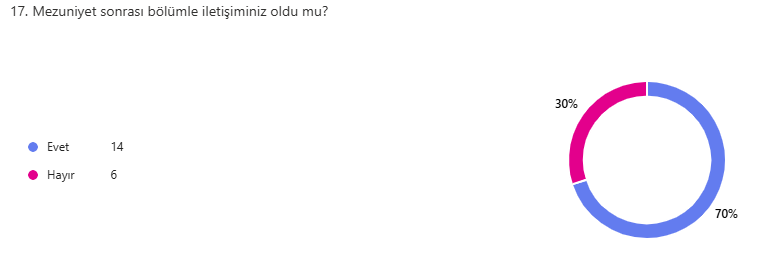 17. Mezuniyet sonrası bölümle iletişiminiz oldu mu?
30%
Evet 14
Hayır 6
70%